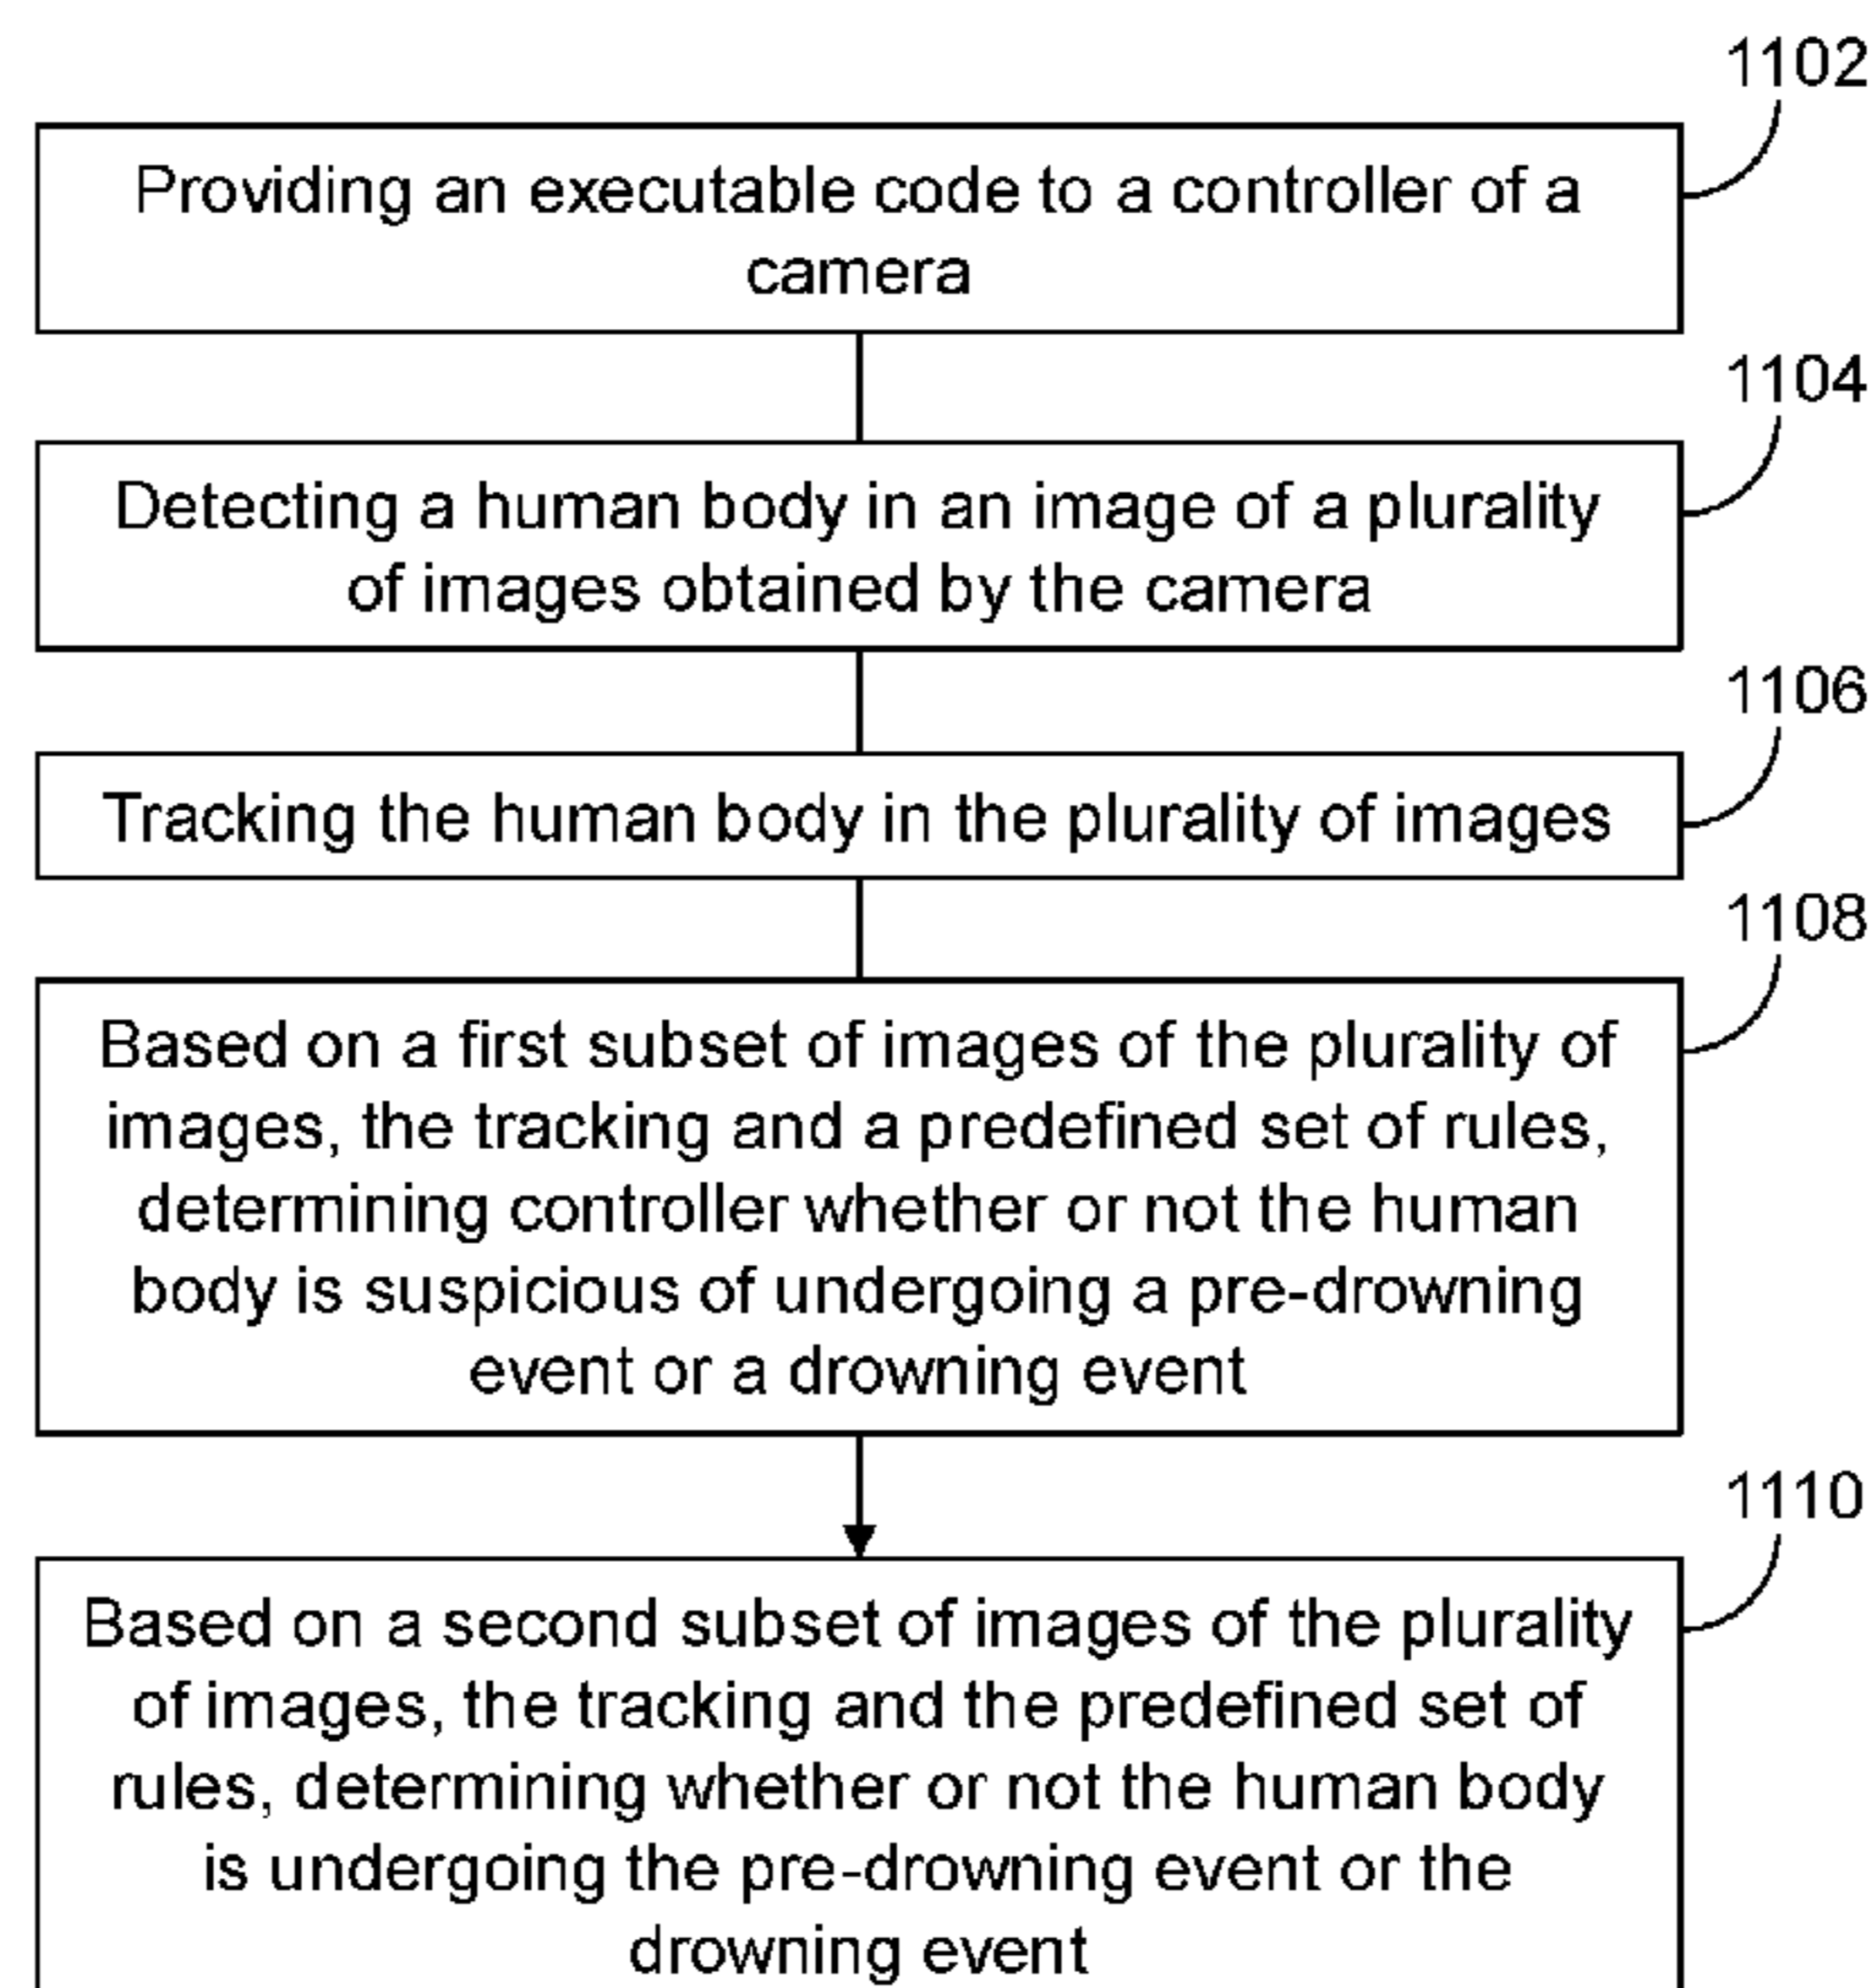 1102
Providing an executable code to a controller of a
camera
1104
Detecting a human body in an image of a plurality
of images obtained by the camera
1106
Tracking the human body in the plurality of images
1108
Based on a first subset of images of the plurality of
images, the tracking and a predefined set of rules,
determining controller whether or not the human
body is suspicious of undergoing a pre-drowning
event or a drowning event
1110
Based on a second subset of images of the plurality
of images, the tracking and the predefined set of
rules, determining whether or not the human body
is undergoing the pre-drowning event or the
drowning event